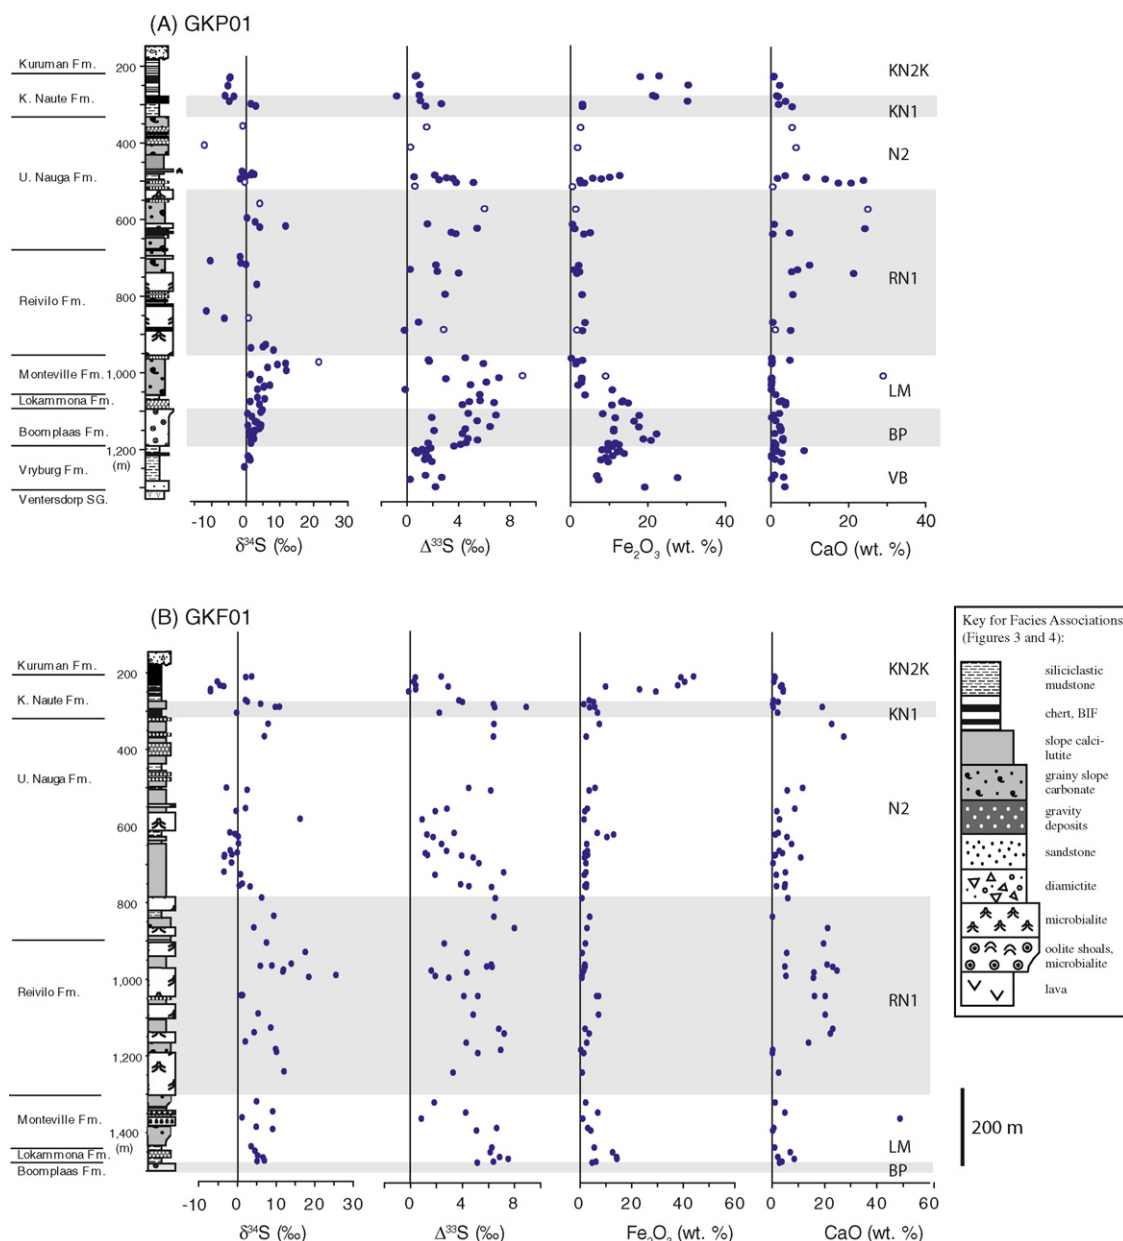 (A) GKP01
Kuruman Fm.
K. Naute Fm.
U. Nauga Fm.
Reivilo Fm.
Monteville Fm.
Lokammona Fm.
Boomplaas Fm.
Vryburg Fm.
Ventersdorp SG.
200
400
600
800
1,000
1,200
(m)
KN2K
KN1
N2
RN1
LM
BP
VB
-10 0 10 20 30
0 4 8
0 20 40
0 20 40
δ³⁴S (‰)
Δ³³S (‰)
Fe₂O₃ (wt. %)
CaO (wt. %)
(B) GKF01
Kuruman Fm.
K. Naute Fm.
U. Nauga Fm.
Reivilo Fm.
Monteville Fm.
Lokammona Fm.
Boomplaas Fm.
200
400
600
800
1,000
1,200
1,400
(m)
KN2K
KN1
N2
RN1
LM
BP
-10 0 10 20 30
0 4 8
0 20 40 60
0 20 40 60
δ³⁴S (‰)
Δ³³S (‰)
Fe₂O₃ (wt. %)
CaO (wt. %)
Key for Facies Associations
(Figures 3 and 4):
siliciclastic
mudstone
chert, BIF
slope calci-
lutite
grainy slope
carbonate
gravity
deposits
sandstone
diamictite
microbialite
oolite shoals,
microbialite
lava
200 m